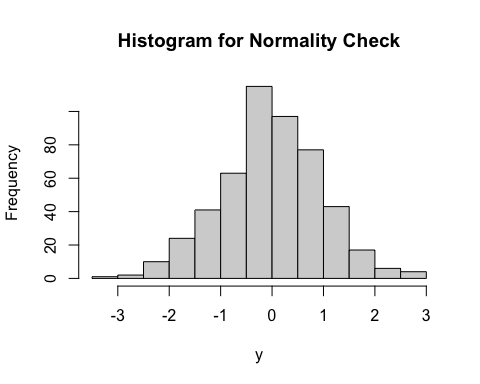 Histogram for Normality Check
Frequency
0 20 40 60 80
-3 -2 -1 0 1 2 3
y